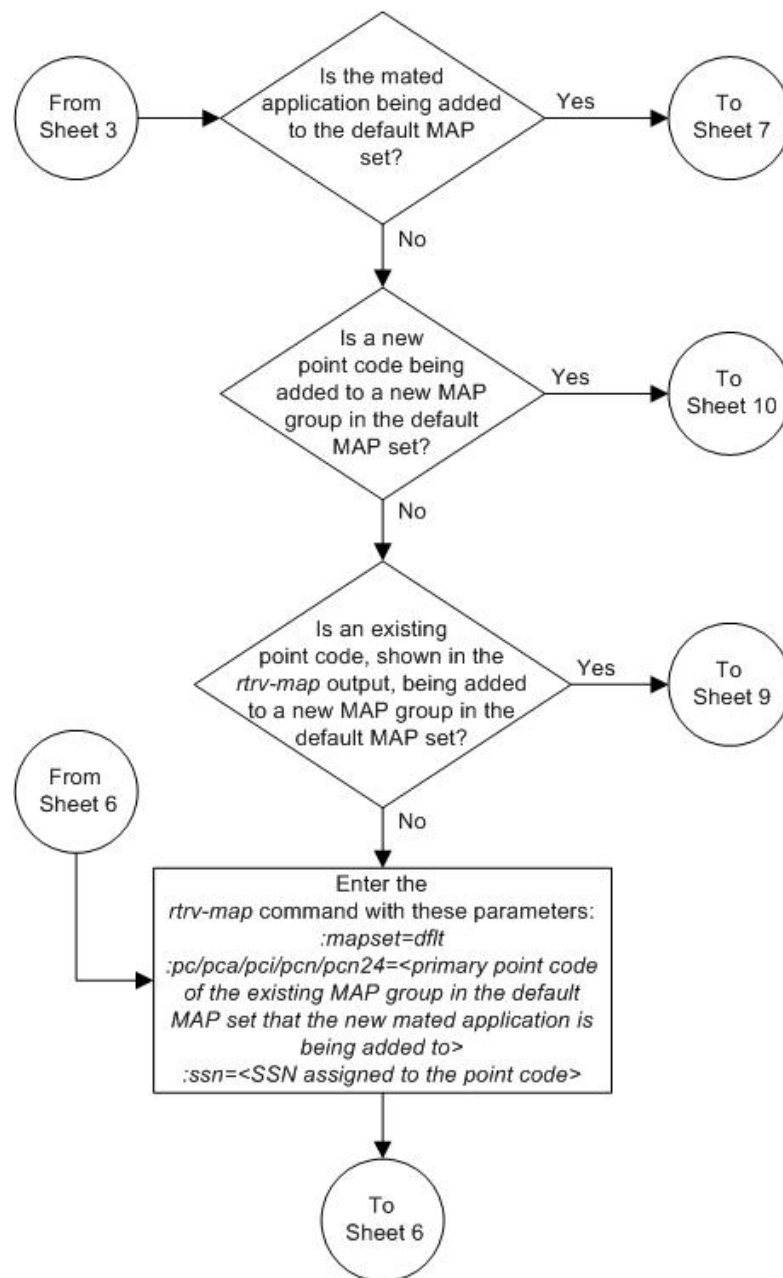 From
Sheet 3
Is the mated
application being added
to the default MAP
set?
Yes
To
Sheet 7
No
Is a new
point code being
added to a new MAP
group in the default
MAP set?
Yes
To
Sheet 10
No
Is an existing
point code, shown in the
rtrv-map output, being added
to a new MAP group in the
default MAP set?
Yes
To
Sheet 9
From
Sheet 6
No
Enter the
rtrv-map command with these parameters:
:mapset=dflt
:pc/pca/pci/pcn/pcn24=<primary point code
of the existing MAP group in the default
MAP set that the new mated application is
being added to>
:ssn=<SSN assigned to the point code>
To
Sheet 6